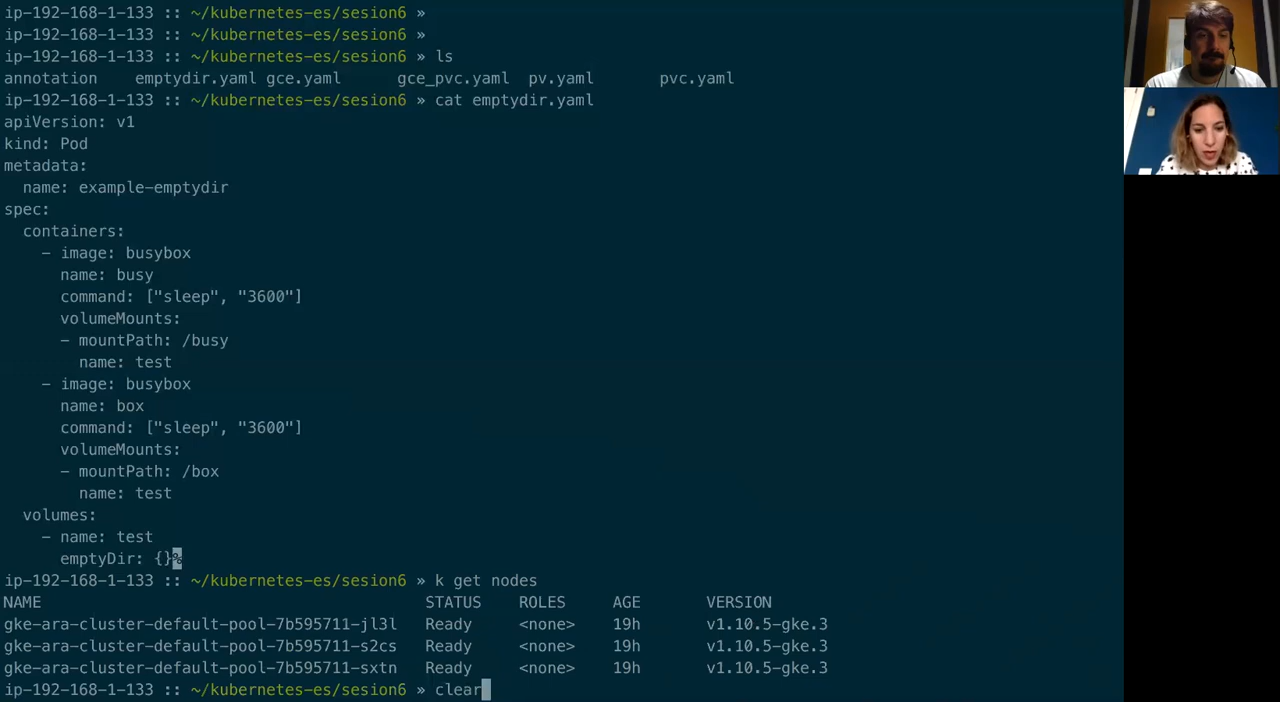 ip-192-168-1-133 :: ~/kubernetes-es/sesion6 »
ip-192-168-1-133 :: ~/kubernetes-es/sesion6 »
ip-192-168-1-133 :: ~/kubernetes-es/sesion6 » ls
annotation    emptydir.yaml gce.yaml      gce_pvc.yaml  pv.yaml       pvc.yaml
ip-192-168-1-133 :: ~/kubernetes-es/sesion6 » cat emptydir.yaml
apiVersion: v1
kind: Pod
metadata:
  name: example-emptydir
spec:
  containers:
    - image: busybox
      name: busy
      command: ["sleep", "3600"]
      volumeMounts:
      - mountPath: /busy
        name: test
    - image: busybox
      name: box
      command: ["sleep", "3600"]
      volumeMounts:
      - mountPath: /box
        name: test
  volumes:
    - name: test
      emptyDir: {}%
ip-192-168-1-133 :: ~/kubernetes-es/sesion6 » k get nodes
NAME                                         STATUS    ROLES     AGE       VERSION
gke-ara-cluster-default-pool-7b595711-jl3l   Ready     <none>    19h       v1.10.5-gke.3
gke-ara-cluster-default-pool-7b595711-s2cs   Ready     <none>    19h       v1.10.5-gke.3
gke-ara-cluster-default-pool-7b595711-sxtn   Ready     <none>    19h       v1.10.5-gke.3
ip-192-168-1-133 :: ~/kubernetes-es/sesion6 » clear